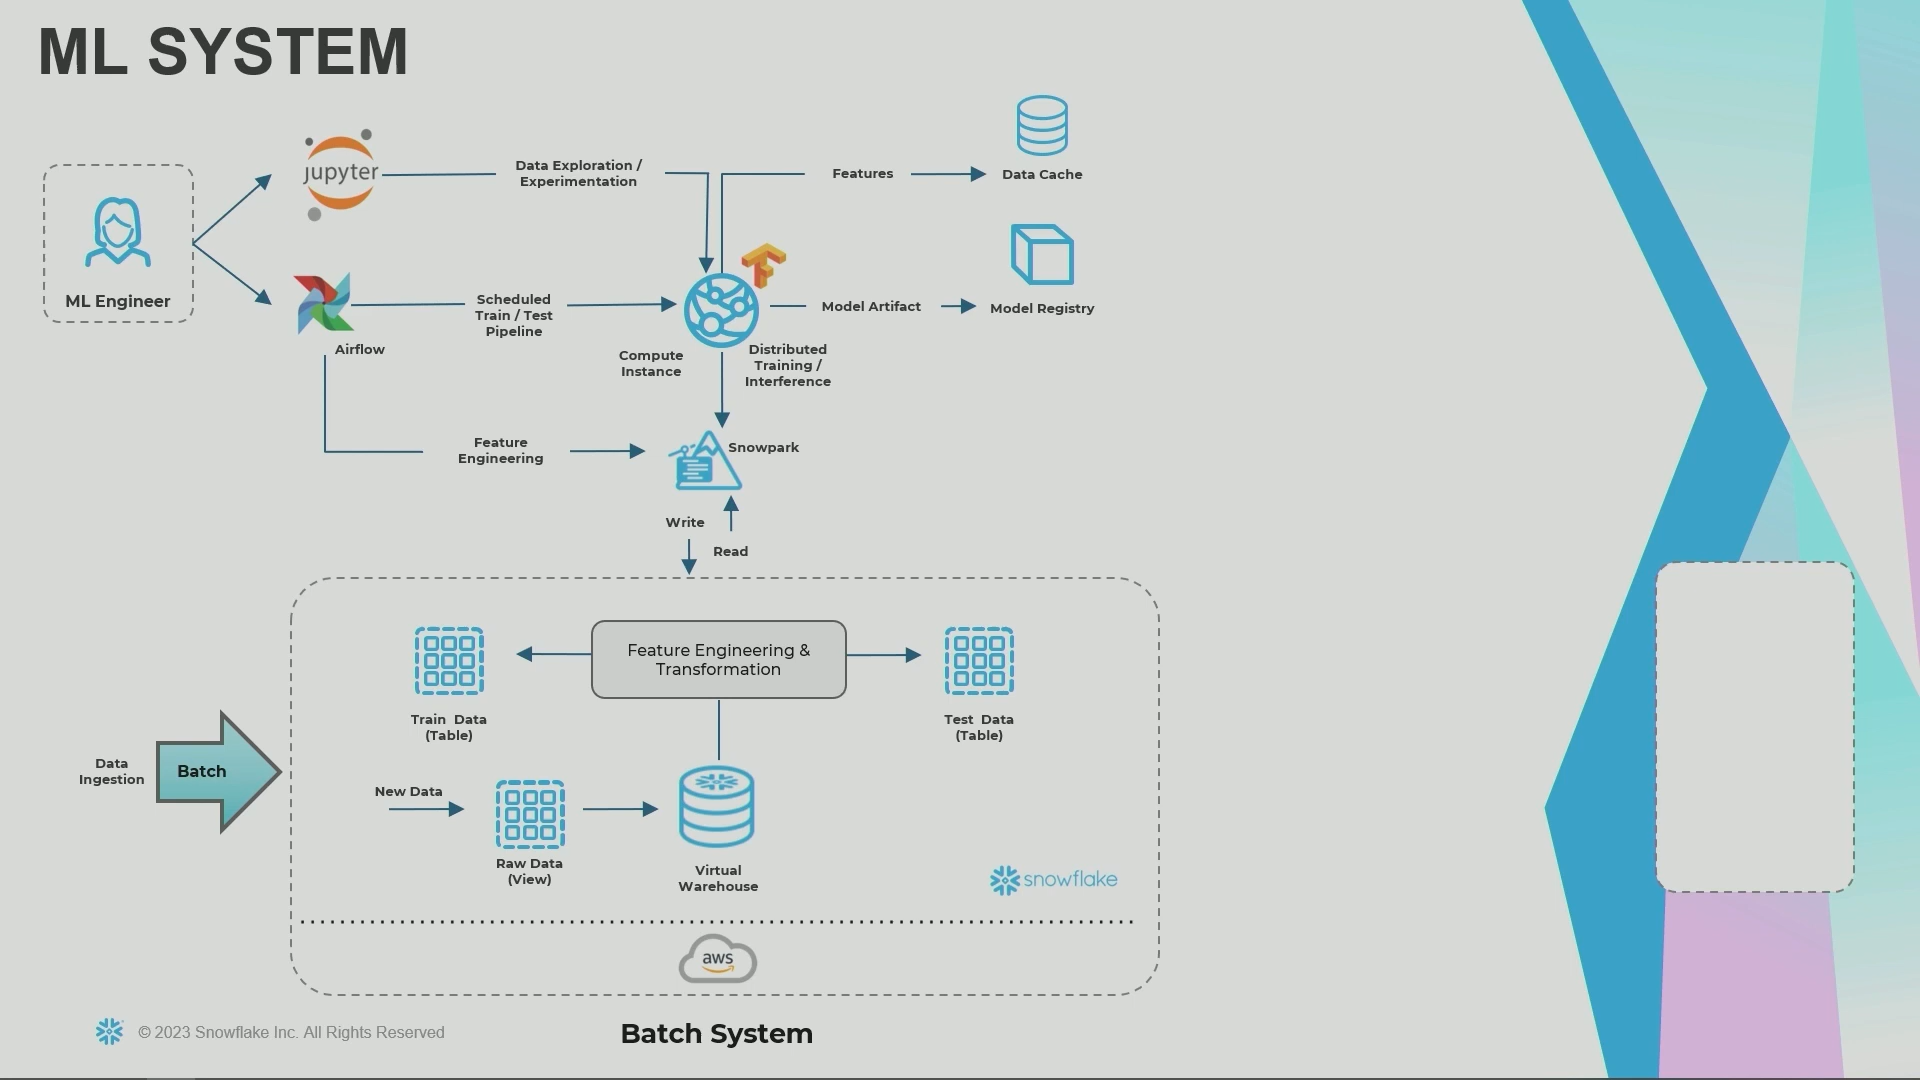 ML SYSTEM
jupyter
Data Exploration /
Experimentation
Features
Data Cache
ML Engineer
Airflow
Scheduled
Train / Test
Pipeline
Compute
Instance
Distributed
Training /
Interference
Model Artifact
Model Registry
Feature
Engineering
Snowpark
Write
Read
Feature Engineering &
Transformation
Train Data
(Table)
Test Data
(Table)
Data
Ingestion
Batch
New Data
Raw Data
(View)
Virtual
Warehouse
snowflake
aws
© 2023 Snowflake Inc. All Rights Reserved
Batch System